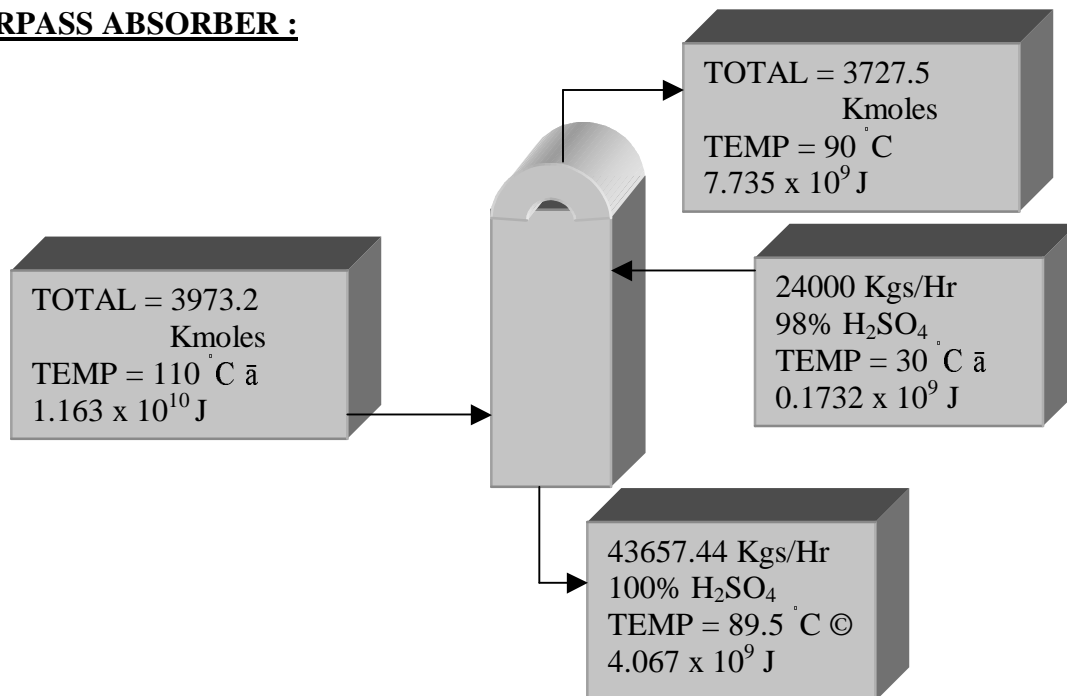 RPASS ABSORBER :
TOTAL = 3727.5
Kmoles
TEMP = 90 °C
7.735 x 10⁹ J
TOTAL = 3973.2
Kmoles
TEMP = 110 °C ā
1.163 x 10¹⁰ J
24000 Kgs/Hr
98% H₂SO₄
TEMP = 30 °C ā
0.1732 x 10⁹ J
43657.44 Kgs/Hr
100% H₂SO₄
TEMP = 89.5 °C ©
4.067 x 10⁹ J